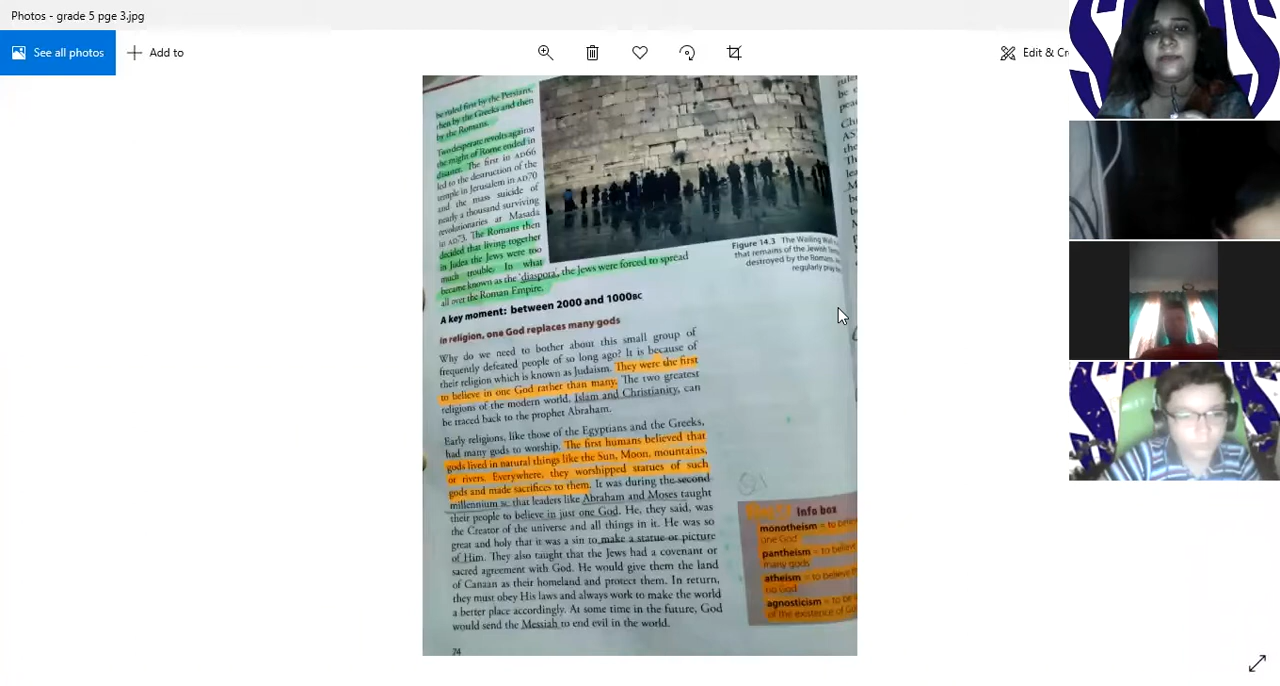 Photos - grade 5 pge 3.jpg
See all photos
Add to
Edit & Cr
be ruled first by the Persians,
then by the Greeks and then
by the Romans.
Two desperate revolts against
the might of Rome ended in
disaster. The first in AD66
led to the destruction of the
temple in Jerusalem in AD70
and the mass suicide of
nearly a thousand surviving
revolutionaries at Masada
in AD73. The Romans then
decided that living together
in Judea the Jews were too
much trouble. In what
became known as the 'diaspora', the Jews were forced to spread
all over the Roman Empire.
Figure 14.3 The Wailing Wall
that remains of the Jewish
destroyed by the Romans.
regularly pray
A key moment: between 2000 and 1000BC
In religion, one God replaces many gods
Why do we need to bother about this small group of
frequently defeated people of so long ago? It is because of
their religion which is known as Judaism. They were the first
to believe in one God rather than many. The two greatest
religions of the modern world, Islam and Christianity, can
be traced back to the prophet Abraham.
Early religions, like those of the Egyptians and the Greeks,
had many gods to worship. The first humans believed that
gods lived in natural things like the Sun, Moon, mountains,
or rivers. Everywhere, they worshipped statues of such
gods and made sacrifices to them. It was during the second
millennium BC that leaders like Abraham and Moses taught
their people to believe in just one God. He, they said, was
the Creator of the universe and all things in it. He was so
great and holy that it was a sin to make a statue or picture
of Him. They also taught that the Jews had a covenant or
sacred agreement with God. He would give them the land
of Canaan as their homeland and protect them. In return,
they must obey His laws and always work to make the world
a better place accordingly. At some time in the future, God
would send the Messiah to end evil in the world.
Info box
monotheism = to
one God
pantheism = to
many gods
atheism = to believe
no God
agnosticism = to be
of the existence of
74